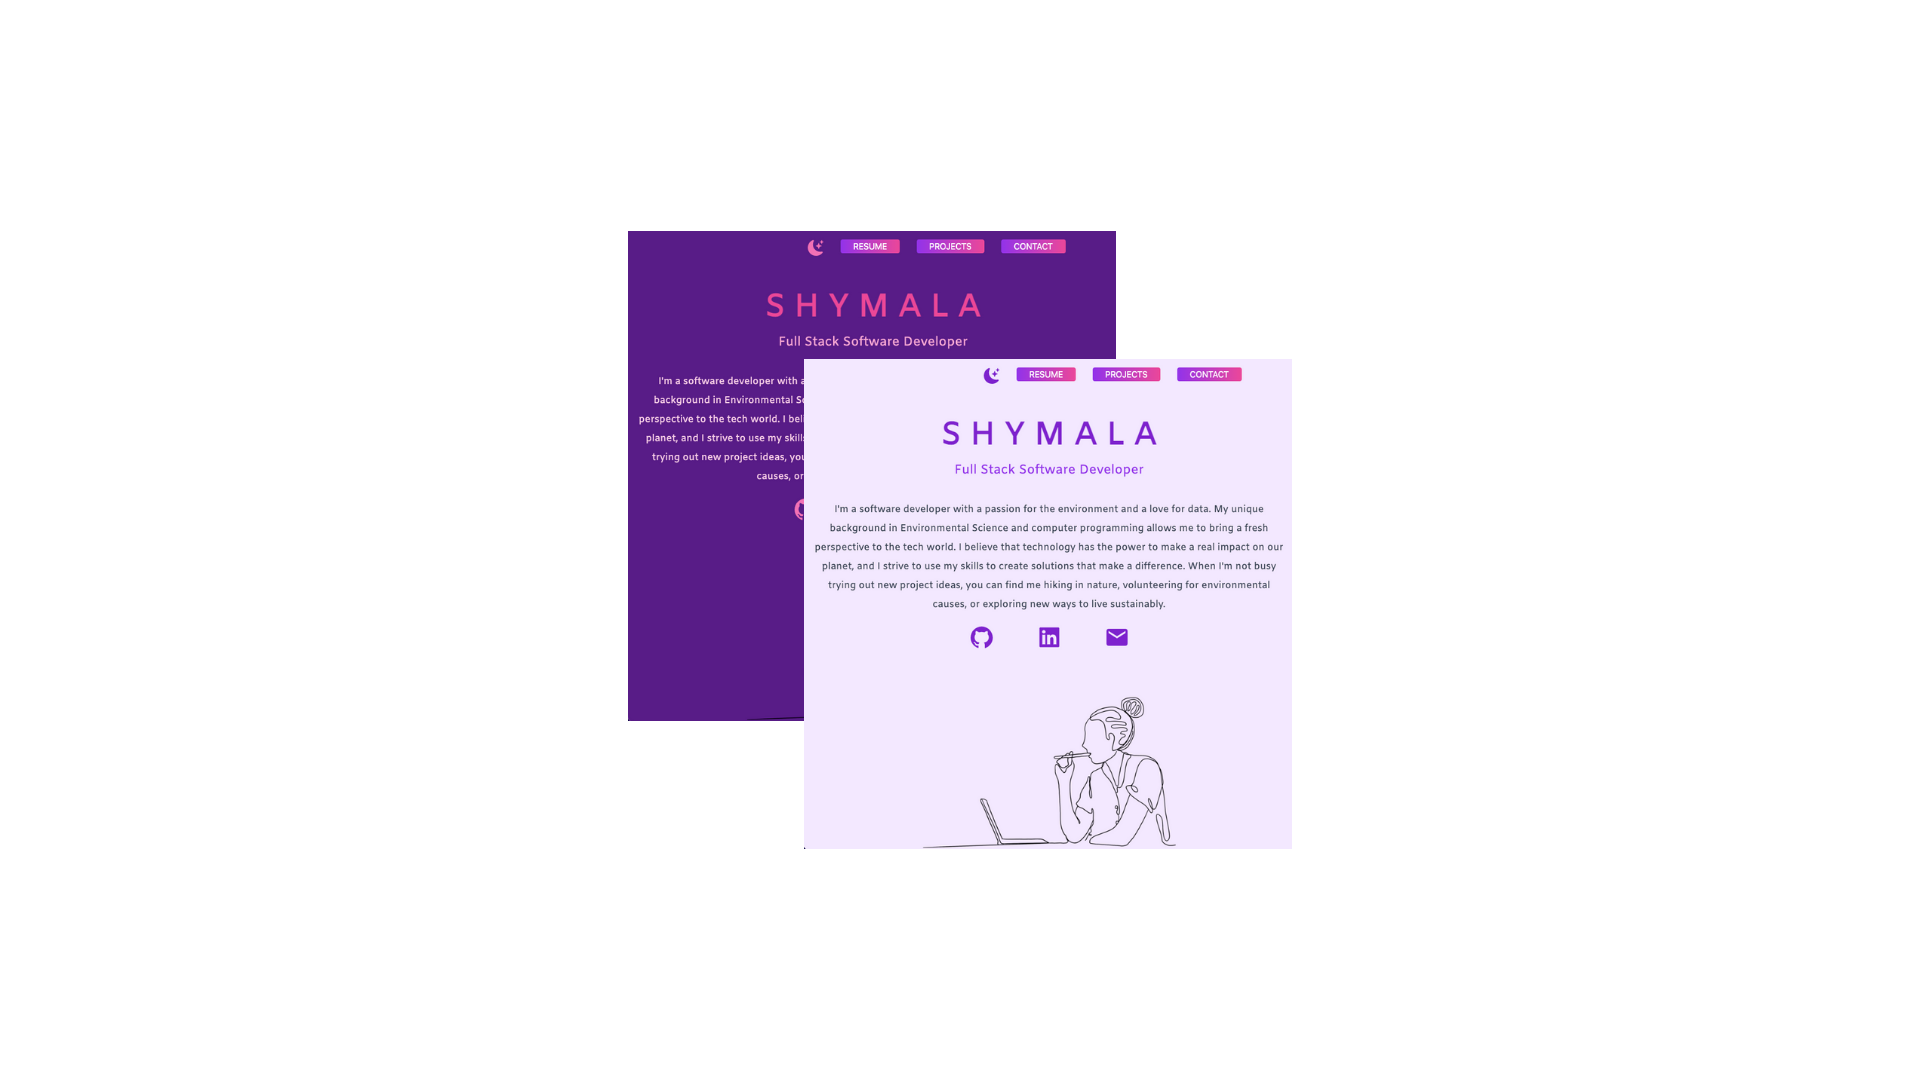 RESUME PROJECTS CONTACT
SHYMALA
Full Stack Software Developer
I'm a software developer with a
background in Environmental Sc
perspective to the tech world. I beli
planet, and I strive to use my skills
trying out new project ideas, you
causes, or
RESUME PROJECTS CONTACT
SHYMALA
Full Stack Software Developer
I'm a software developer with a passion for the environment and a love for data. My unique
background in Environmental Science and computer programming allows me to bring a fresh
perspective to the tech world. I believe that technology has the power to make a real impact on our
planet, and I strive to use my skills to create solutions that make a difference. When I'm not busy
trying out new project ideas, you can find me hiking in nature, volunteering for environmental
causes, or exploring new ways to live sustainably.
in